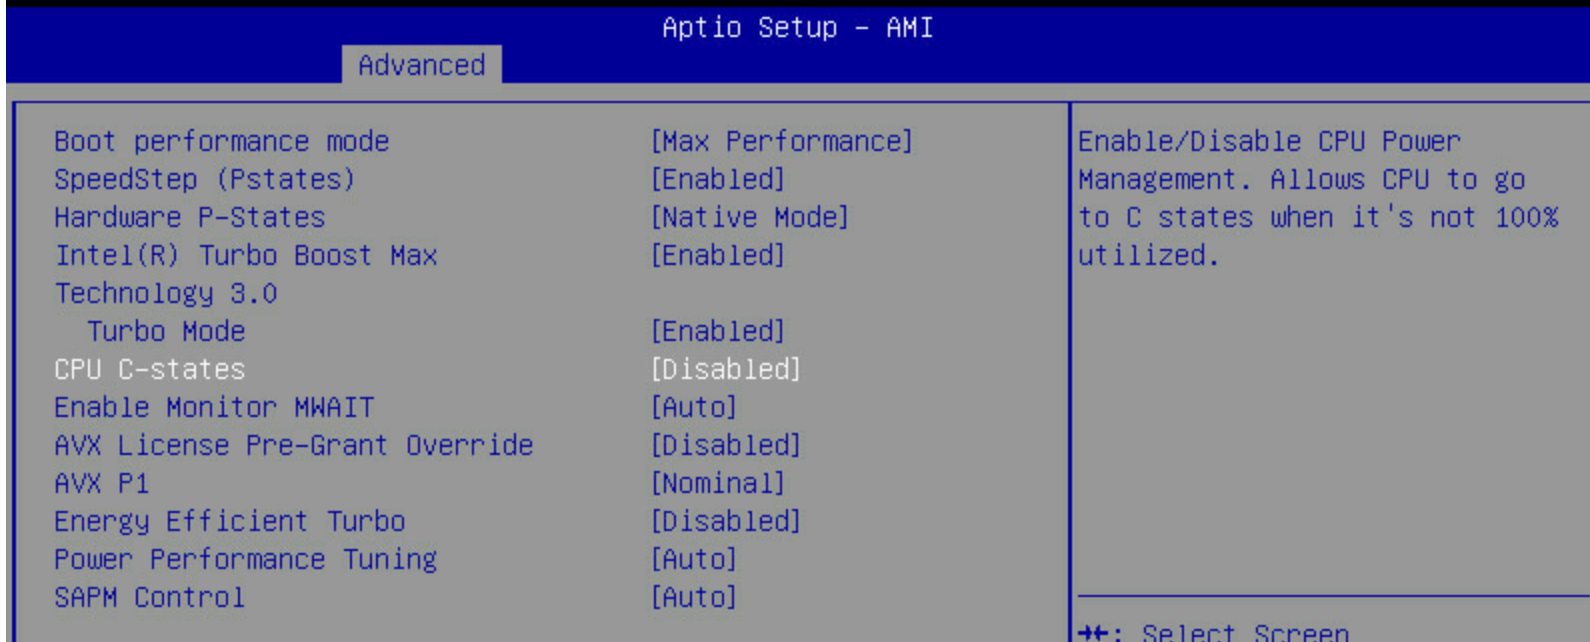 Aptio Setup - AMI
Advanced
Boot performance mode [Max Performance]
SpeedStep (Pstates) [Enabled]
Hardware P-States [Native Mode]
Intel(R) Turbo Boost Max [Enabled]
Technology 3.0
Turbo Mode [Enabled]
CPU C-states [Disabled]
Enable Monitor MWAIT [Auto]
AVX License Pre-Grant Override [Disabled]
AVX P1 [Nominal]
Energy Efficient Turbo [Disabled]
Power Performance Tuning [Auto]
SAPM Control [Auto]
Enable/Disable CPU Power
Management. Allows CPU to go
to C states when it's not 100%
utilized.
→←: Select Screen